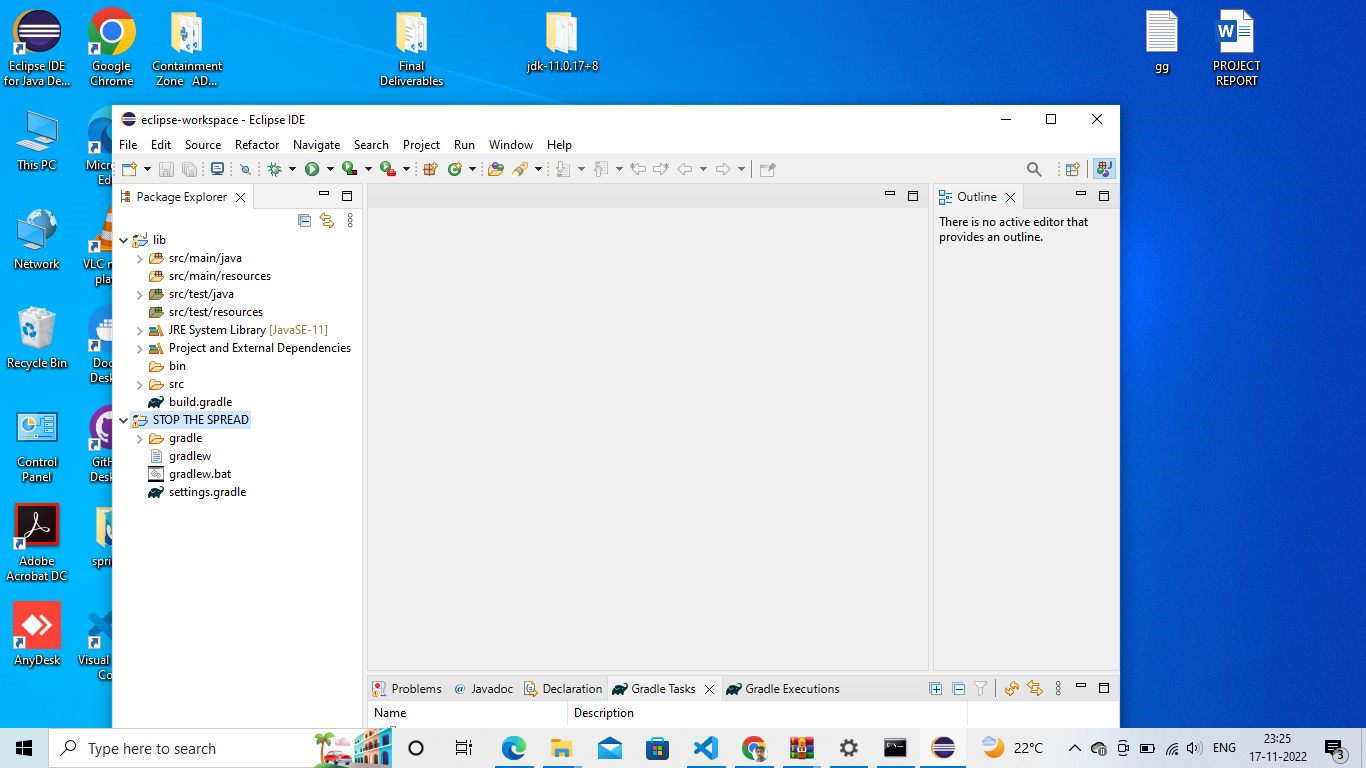 Eclipse IDE
for Java De...
Google
Chrome
Containment
Zone AD...
Final
Deliverables
jdk-11.0.17+8
gg
PROJECT
REPORT
This PC
Network
Recycle Bin
Control
Panel
Adobe
Acrobat DC
AnyDesk
Micro
Ed
VLC m
play
Doc
Desk
GitH
Desk
spri
Visual
Co
eclipse-workspace - Eclipse IDE
File Edit Source Refactor Navigate Search Project Run Window Help
Package Explorer
lib
src/main/java
src/main/resources
src/test/java
src/test/resources
JRE System Library [JavaSE-11]
Project and External Dependencies
bin
src
build.gradle
STOP THE SPREAD
gradle
gradlew
gradlew.bat
settings.gradle
Outline
There is no active editor that
provides an outline.
Problems @ Javadoc Declaration Gradle Tasks Gradle Executions
Name Description
Type here to search
22°C
ENG
23:25
17-11-2022
3